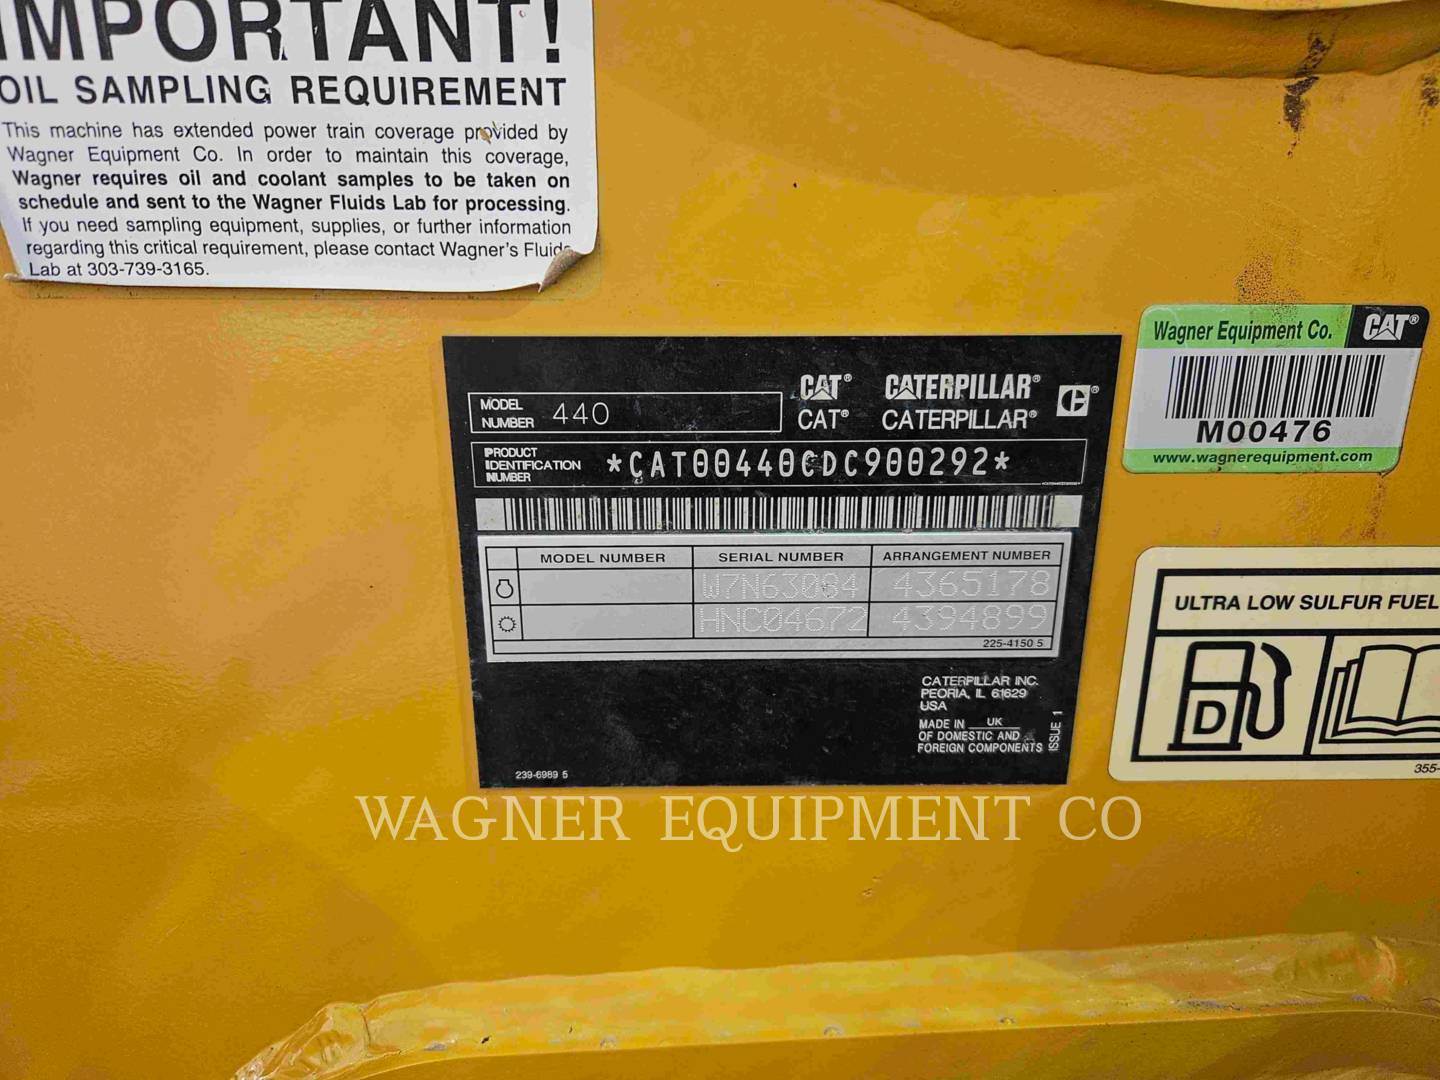 IMPORTANT!
OIL SAMPLING REQUIREMENT
This machine has extended power train coverage provided by
Wagner Equipment Co. In order to maintain this coverage,
Wagner requires oil and coolant samples to be taken on
schedule and sent to the Wagner Fluids Lab for processing.
If you need sampling equipment, supplies, or further information
regarding this critical requirement, please contact Wagner's Fluids
Lab at 303-739-3165.
Wagner Equipment Co. CAT®
M00476
www.wagnerequipment.com
MODEL NUMBER 440
CAT® CATERPILLAR®
CAT® CATERPILLAR®
C®
PRODUCT IDENTIFICATION NUMBER *CAT00440CDC900292*
MODEL NUMBER SERIAL NUMBER ARRANGEMENT NUMBER
W7N63084 4365178
HNC04672 4394899
225-4150 5
CATERPILLAR INC.
PEORIA, IL 61629
USA
MADE IN UK
OF DOMESTIC AND
FOREIGN COMPONENTS
ISSUE 1
239-6989 5
ULTRA LOW SULFUR FUEL
D
355-
WAGNER EQUIPMENT CO